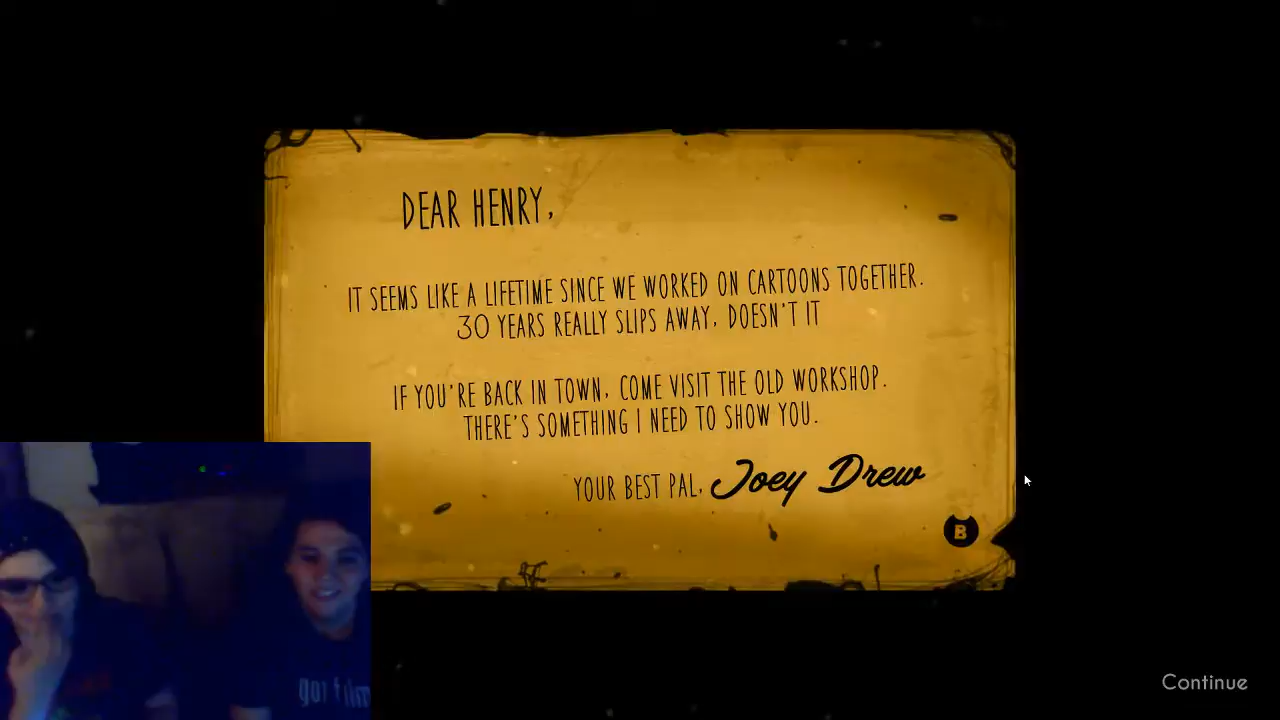 DEAR HENRY,
IT SEEMS LIKE A LIFETIME SINCE WE WORKED ON CARTOONS TOGETHER.
30 YEARS REALLY SLIPS AWAY, DOESN'T IT
IF YOU'RE BACK IN TOWN, COME VISIT THE OLD WORKSHOP.
THERE'S SOMETHING I NEED TO SHOW YOU.
YOUR BEST PAL, Joey Drew
B
got film
Continue